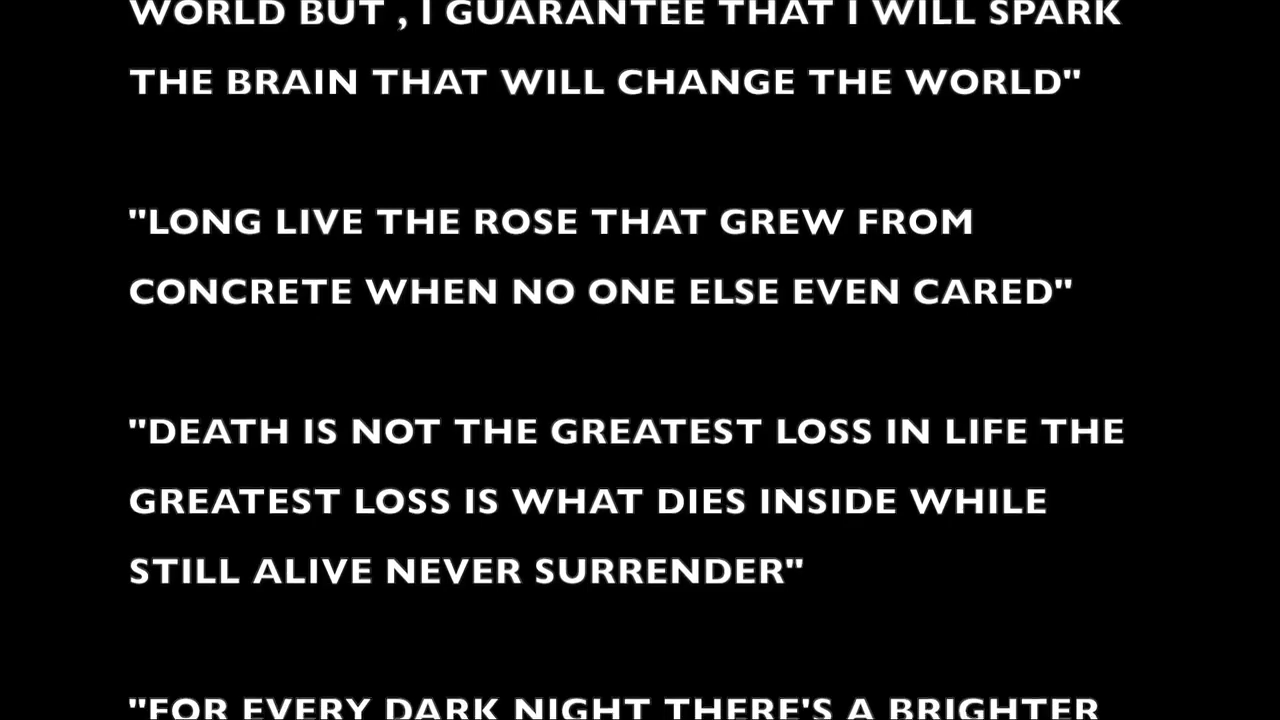 WORLD BUT , I GUARANTEE THAT I WILL SPARK
THE BRAIN THAT WILL CHANGE THE WORLD"
"LONG LIVE THE ROSE THAT GREW FROM
CONCRETE WHEN NO ONE ELSE EVEN CARED"
"DEATH IS NOT THE GREATEST LOSS IN LIFE THE
GREATEST LOSS IS WHAT DIES INSIDE WHILE
STILL ALIVE NEVER SURRENDER"
"FOR EVERY DARK NIGHT THERE'S A BRIGHTER